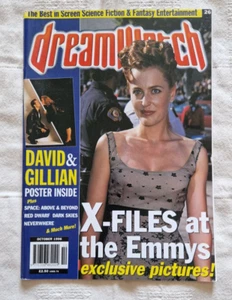 The Best in Screen Science Fiction & Fantasy Entertainment
dreamwatch
DAVID &
GILLIAN
POSTER INSIDE
Plus
SPACE: ABOVE & BEYOND
RED DWARF DARK SKIES
NEVERWHERE
& Much More!
OCTOBER 1996
X-FILES at
the Emmys
exclusive pictures!